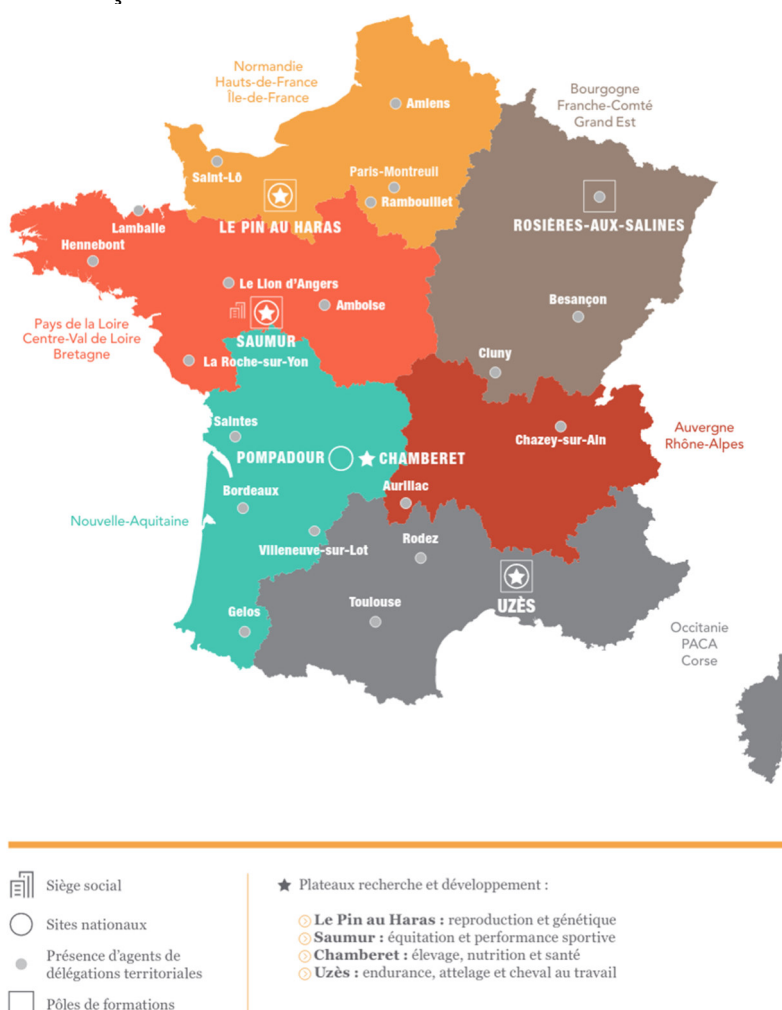 Normandie
Hauts-de-France
Île-de-France
Bourgogne
Franche-Comté
Grand Est
Amiens
Saint-Lô
Paris-Montreuil
Rambouillet
LE PIN AU HARAS
ROSIÈRES-AUX-SALINES
Lamballe
Hennebont
Le Lion d'Angers
Amboise
Besançon
SAUMUR
Pays de la Loire
Centre-Val de Loire
Bretagne
La Roche-sur-Yon
Cluny
Saintes
Chazey-sur-Ain
Auvergne
Rhône-Alpes
POMPADOUR
CHAMBERET
Bordeaux
Aurillac
Nouvelle-Aquitaine
Villeneuve-sur-Lot
Rodez
UZÈS
Gelos
Toulouse
Occitanie
PACA
Corse
Siège social
Sites nationaux
Présence d'agents de
délégations territoriales
Pôles de formations
Plateaux recherche et développement :
Le Pin au Haras : reproduction et génétique
Saumur : équitation et performance sportive
Chamberet : élevage, nutrition et santé
Uzès : endurance, attelage et cheval au travail